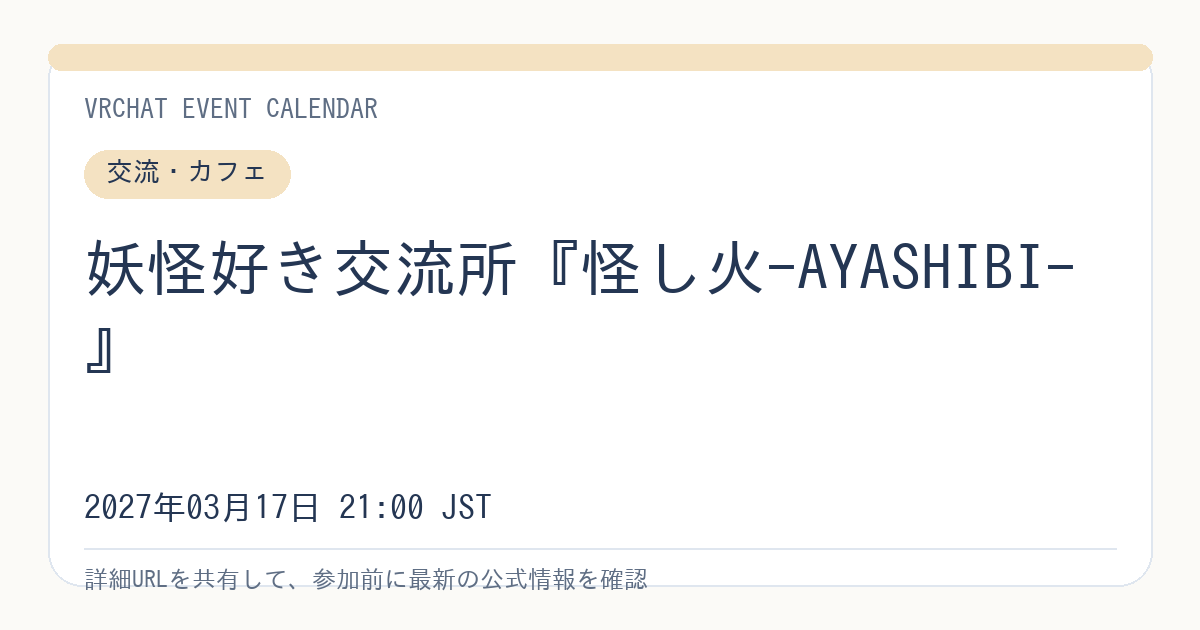 VRCHAT EVENT CALENDAR
交流・カフェ
妖怪好き交流所『怪し火-AYASHIBI-
』
2027年03月17日 21:00 JST
詳細URLを共有して、参加前に最新の公式情報を確認